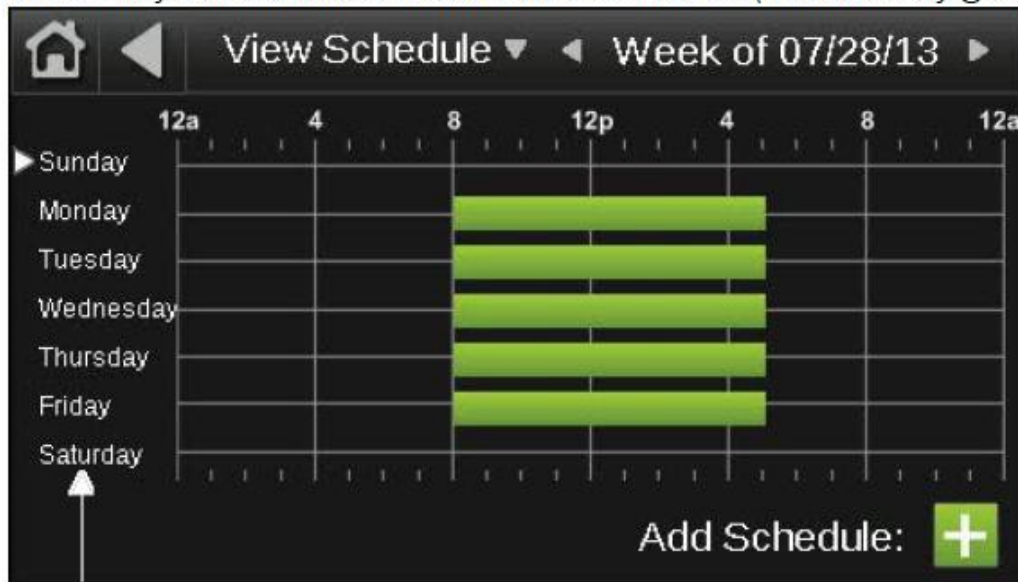 View Schedule Week of 07/28/13
12a 4 8 12p 4 8 12a
Sunday
Monday
Tuesday
Wednesday
Thursday
Friday
Saturday
Add Schedule: